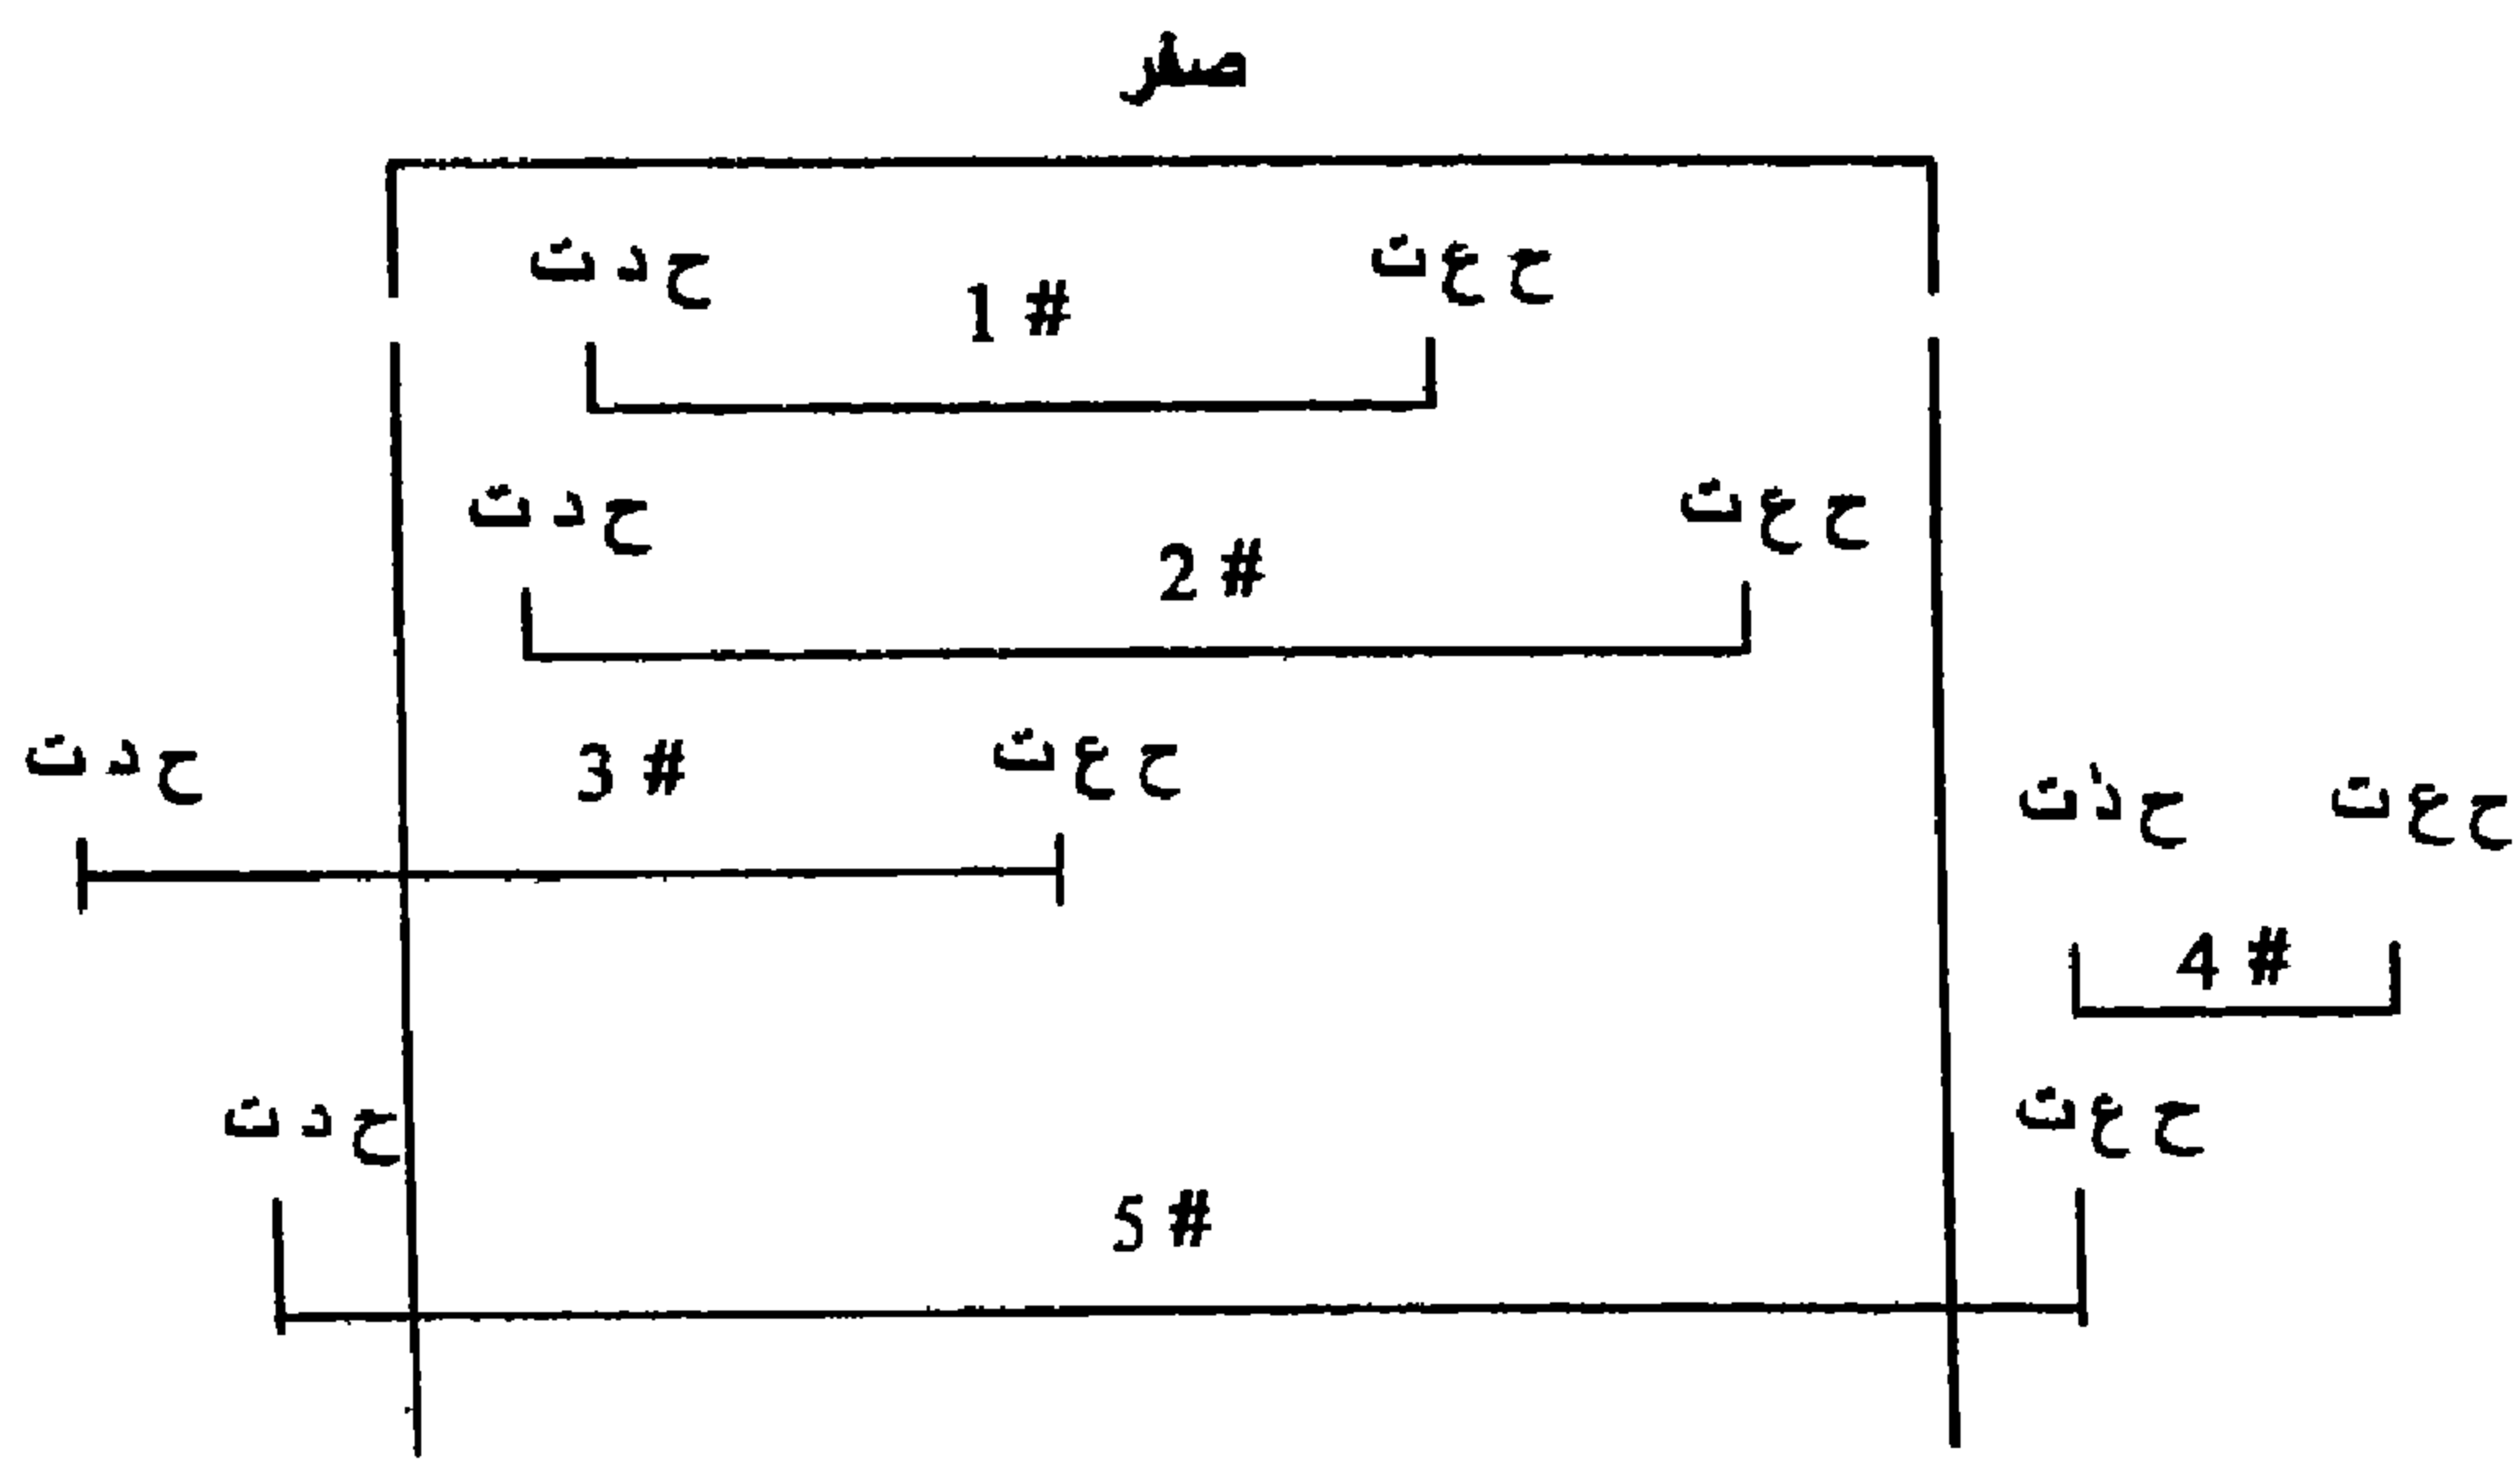 صفر
ح ع ث # 1 ح د ث
ح ع ث # 2 ح د ث
ح ع ث # 3 ح د ث
ح ع ث ح د ث
# 4
ح ع ث ح د ث
# 5